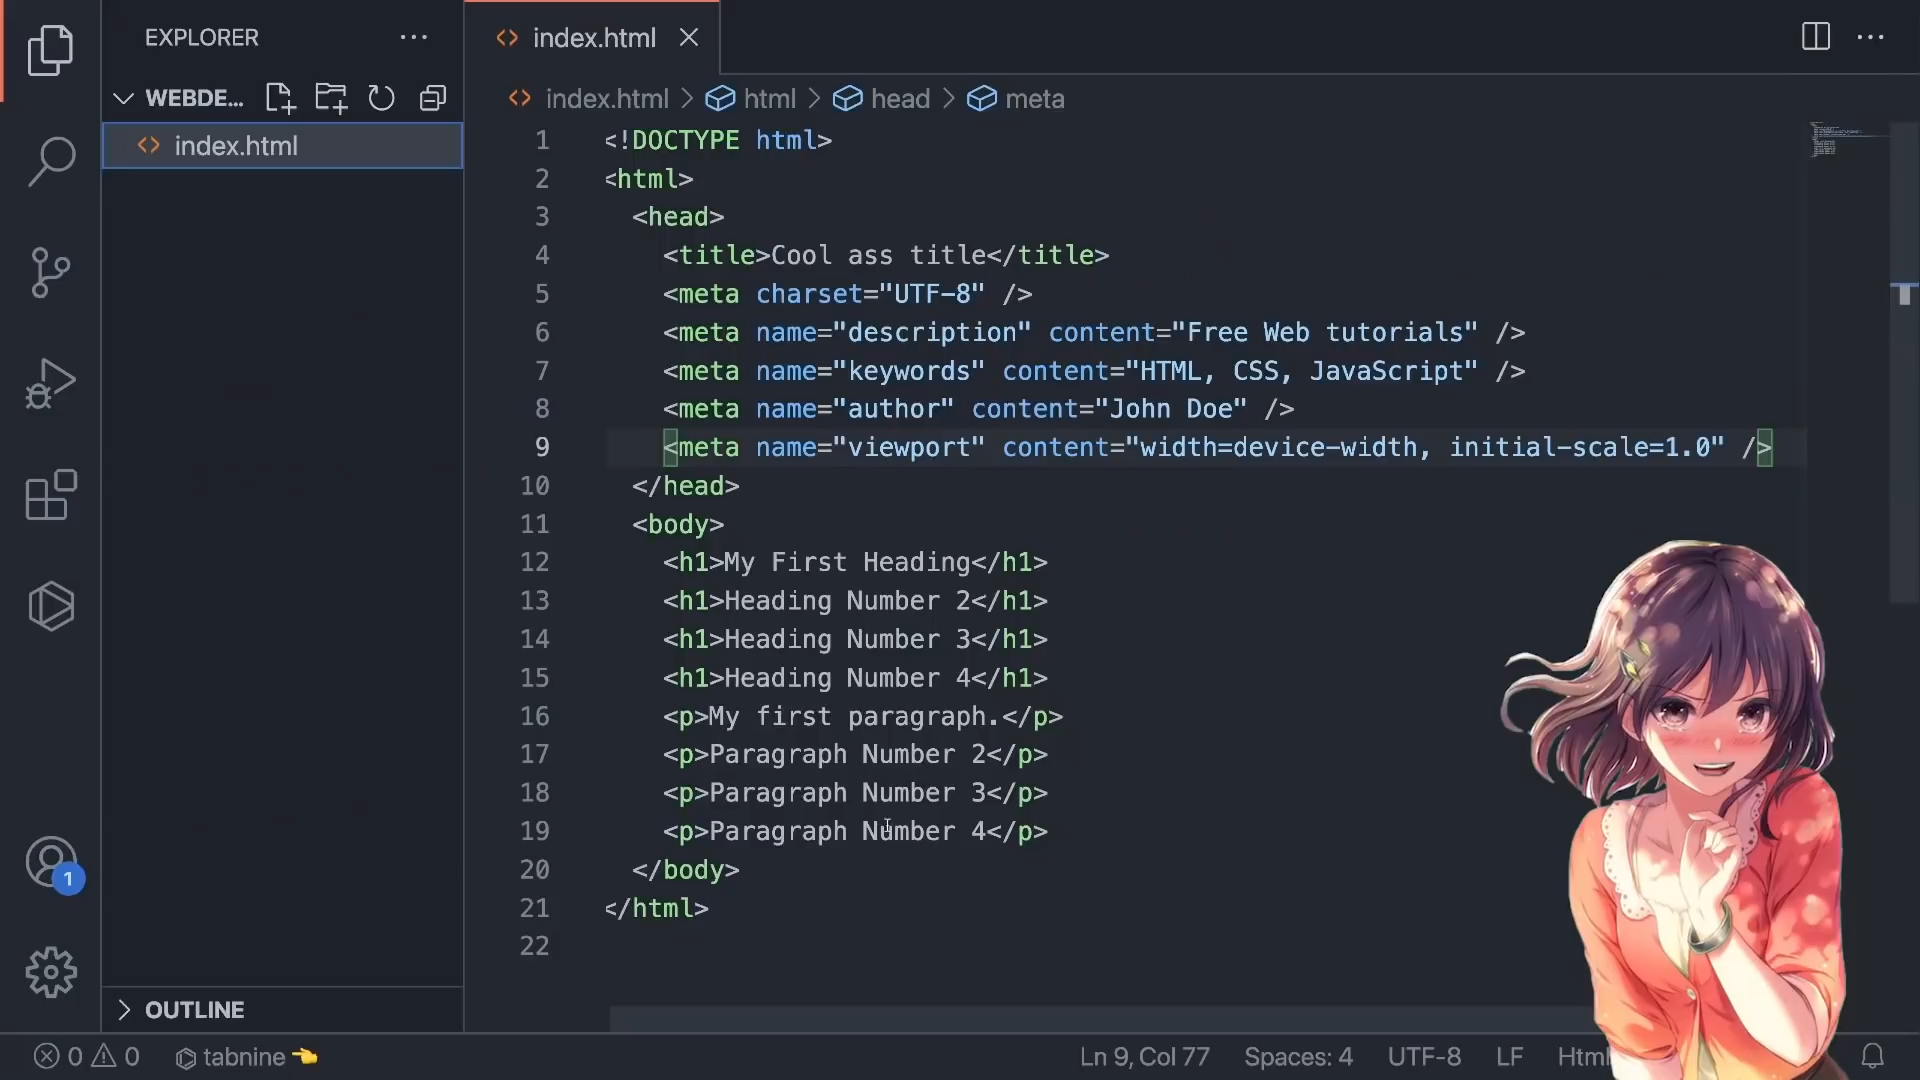 EXPLORER
WEBDE...
index.html
OUTLINE
index.html
index.html > html > head > meta
1 <!DOCTYPE html>
2 <html>
3 <head>
4 <title>Cool ass title</title>
5 <meta charset="UTF-8" />
6 <meta name="description" content="Free Web tutorials" />
7 <meta name="keywords" content="HTML, CSS, JavaScript" />
8 <meta name="author" content="John Doe" />
9 <meta name="viewport" content="width=device-width, initial-scale=1.0" />
10 </head>
11 <body>
12 <h1>My First Heading</h1>
13 <h1>Heading Number 2</h1>
14 <h1>Heading Number 3</h1>
15 <h1>Heading Number 4</h1>
16 <p>My first paragraph.</p>
17 <p>Paragraph Number 2</p>
18 <p>Paragraph Number 3</p>
19 <p>Paragraph Number 4</p>
20 </body>
21 </html>
22
1
0 0 tabnine 👈 Ln 9, Col 77 Spaces: 4 UTF-8 LF Html